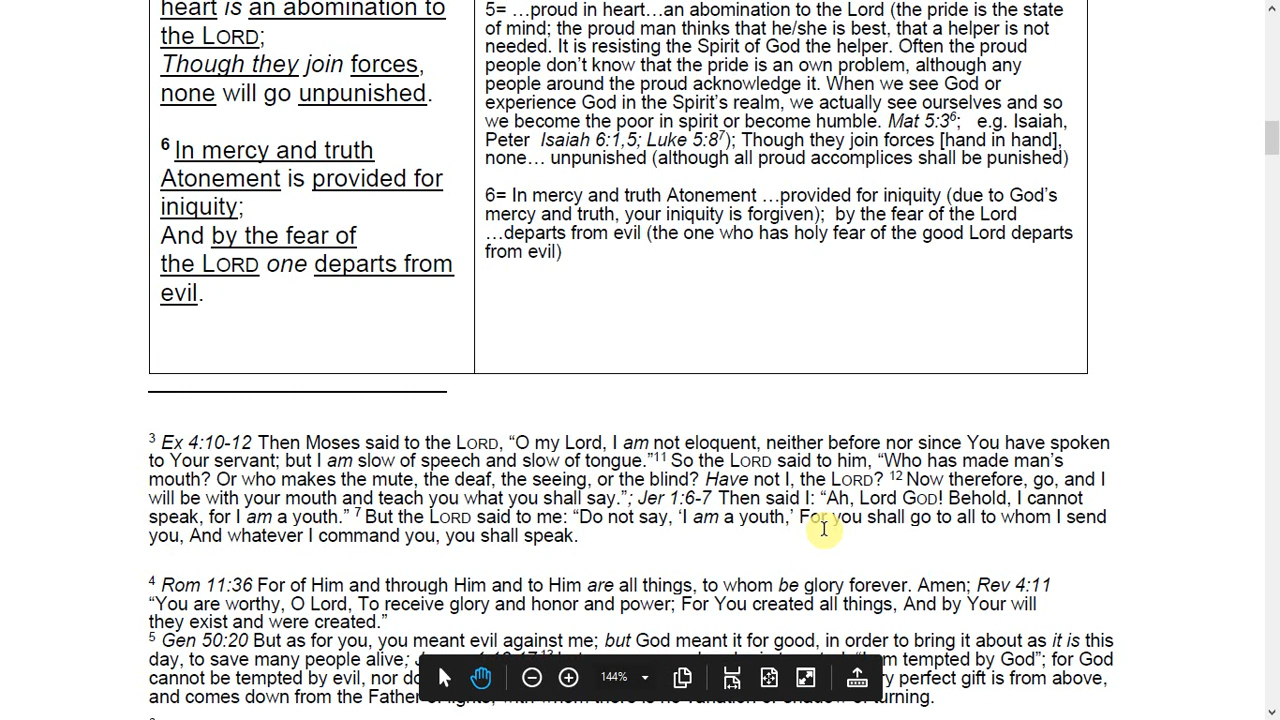 heart is an abomination to
the LORD;
Though they join forces,
none will go unpunished.
6 In mercy and truth
Atonement is provided for
iniquity;
And by the fear of
the LORD one departs from
evil.
5= …proud in heart…an abomination to the Lord (the pride is the state
of mind; the proud man thinks that he/she is best, that a helper is not
needed. It is resisting the Spirit of God the helper. Often the proud
people don't know that the pride is an own problem, although any
people around the proud acknowledge it. When we see God or
experience God in the Spirit's realm, we actually see ourselves and so
we become the poor in spirit or become humble. Mat 5:3⁶; e.g. Isaiah,
Peter Isaiah 6:1,5; Luke 5:8⁷); Though they join forces [hand in hand],
none… unpunished (although all proud accomplices shall be punished)
6= In mercy and truth Atonement …provided for iniquity (due to God's
mercy and truth, your iniquity is forgiven); by the fear of the Lord
…departs from evil (the one who has holy fear of the good Lord departs
from evil)
3 Ex 4:10-12 Then Moses said to the LORD, “O my Lord, I am not eloquent, neither before nor since You have spoken
to Your servant; but I am slow of speech and slow of tongue.”¹¹ So the LORD said to him, “Who has made man's
mouth? Or who makes the mute, the deaf, the seeing, or the blind? Have not I, the LORD? ¹² Now therefore, go, and I
will be with your mouth and teach you what you shall say.”; Jer 1:6-7 Then said I: “Ah, Lord GOD! Behold, I cannot
speak, for I am a youth.” ⁷ But the LORD said to me: “Do not say, ‘I am a youth,’ For you shall go to all to whom I send
you, And whatever I command you, you shall speak.
4 Rom 11:36 For of Him and through Him and to Him are all things, to whom be glory forever. Amen; Rev 4:11
“You are worthy, O Lord, To receive glory and honor and power; For You created all things, And by Your will
they exist and were created.”
5 Gen 50:20 But as for you, you meant evil against me; but God meant it for good, in order to bring it about as it is this
day, to save many people alive; tempted by God”; for God
cannot be tempted by evil, nor perfect gift is from above,
and comes down from the Father turning.
144%